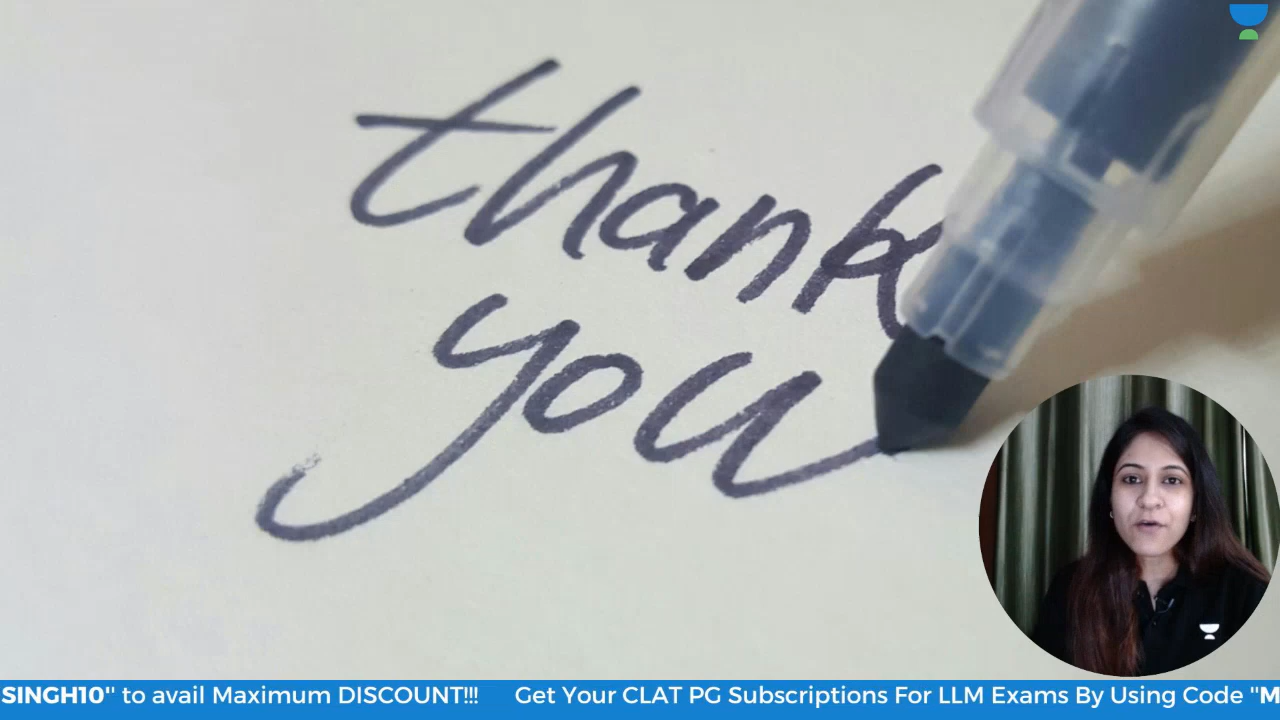 thank
you
SINGH10" to avail Maximum DISCOUNT!!! Get Your CLAT PG Subscriptions For LLM Exams By Using Code "M